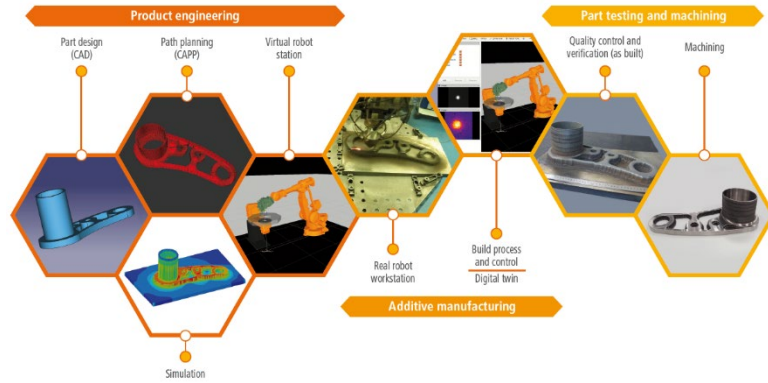 Product engineering
Part testing and machining
Part design
(CAD)
Path planning
(CAPP)
Virtual robot
station
Quality control and
verification (as built)
Machining
Real robot
workstation
Build process
and control
Digital twin
Additive manufacturing
Simulation